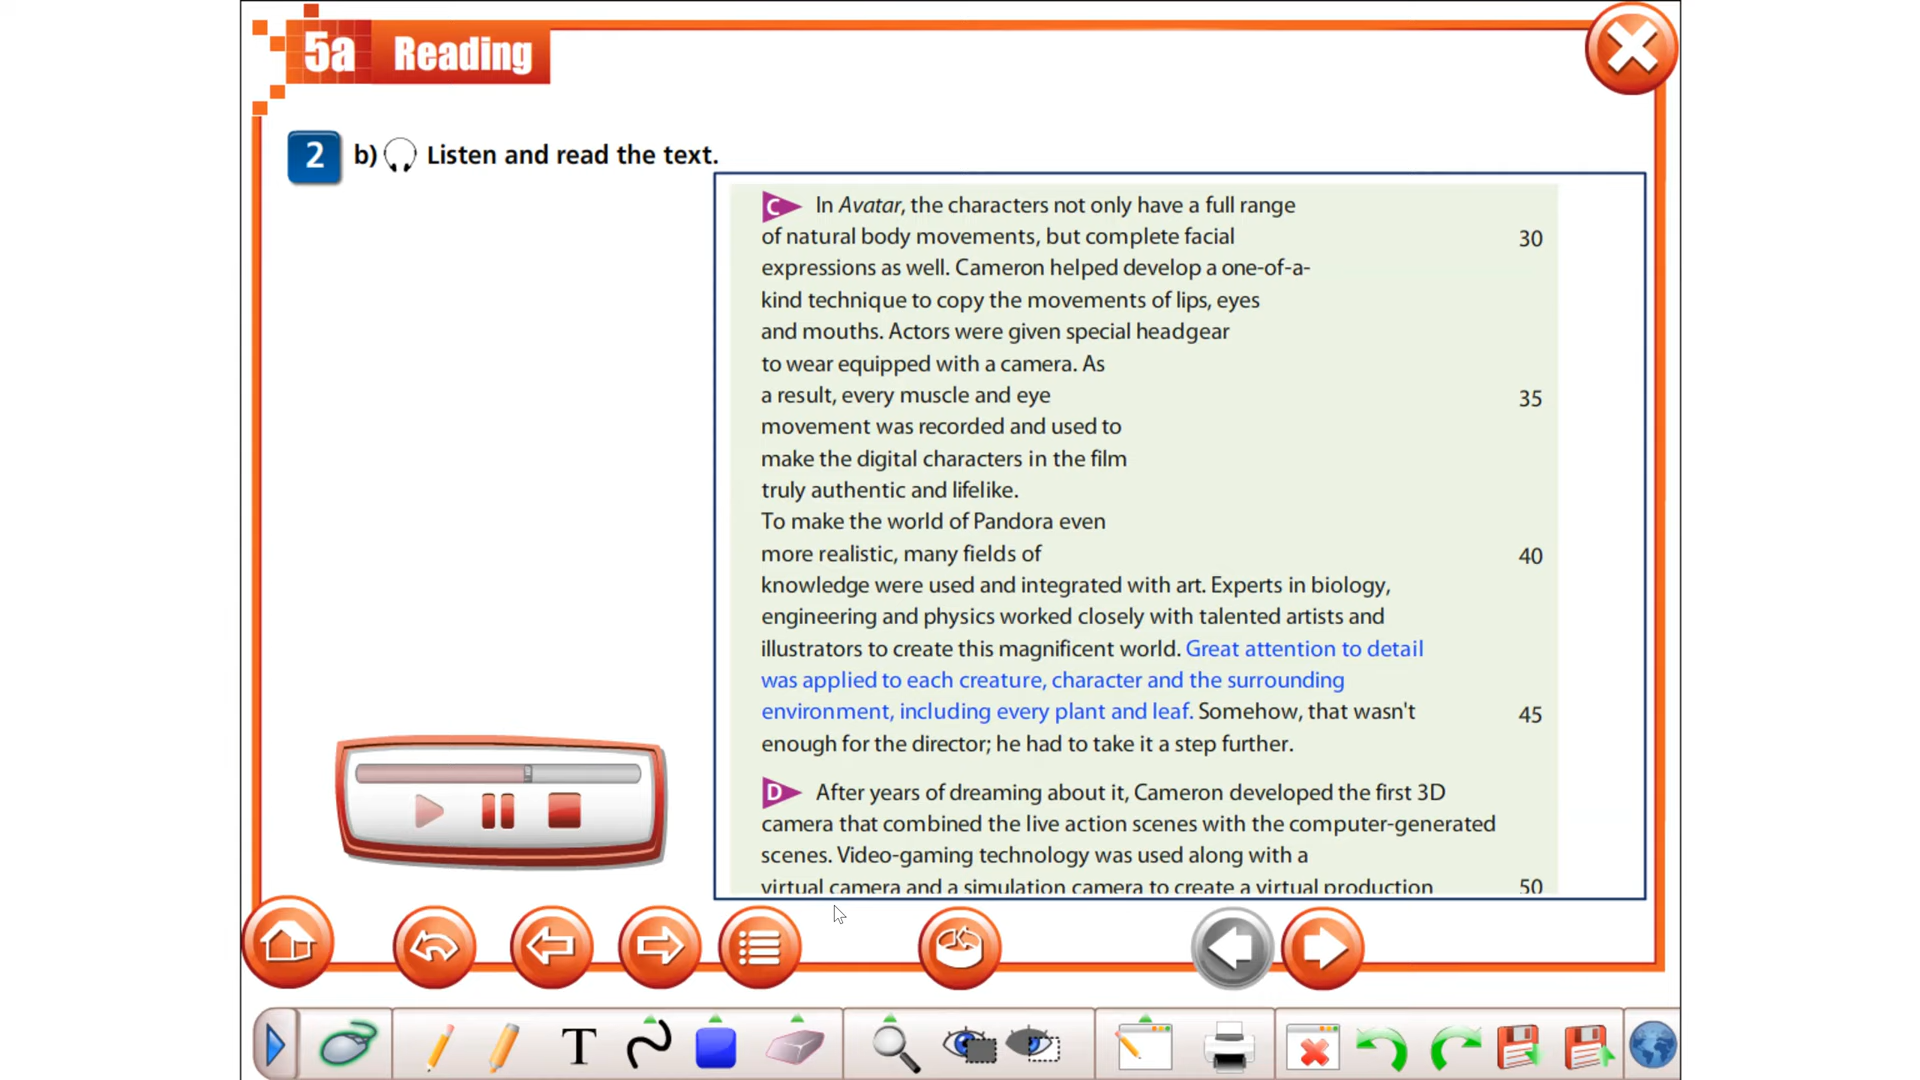 5a Reading
2 b) Listen and read the text.
C In Avatar, the characters not only have a full range
of natural body movements, but complete facial 30
expressions as well. Cameron helped develop a one-of-a-
kind technique to copy the movements of lips, eyes
and mouths. Actors were given special headgear
to wear equipped with a camera. As
a result, every muscle and eye 35
movement was recorded and used to
make the digital characters in the film
truly authentic and lifelike.
To make the world of Pandora even
more realistic, many fields of 40
knowledge were used and integrated with art. Experts in biology,
engineering and physics worked closely with talented artists and
illustrators to create this magnificent world. Great attention to detail
was applied to each creature, character and the surrounding
environment, including every plant and leaf. Somehow, that wasn't 45
enough for the director; he had to take it a step further.
D After years of dreaming about it, Cameron developed the first 3D
camera that combined the live action scenes with the computer-generated
scenes. Video-gaming technology was used along with a
virtual camera and a simulation camera to create a virtual production 50
T